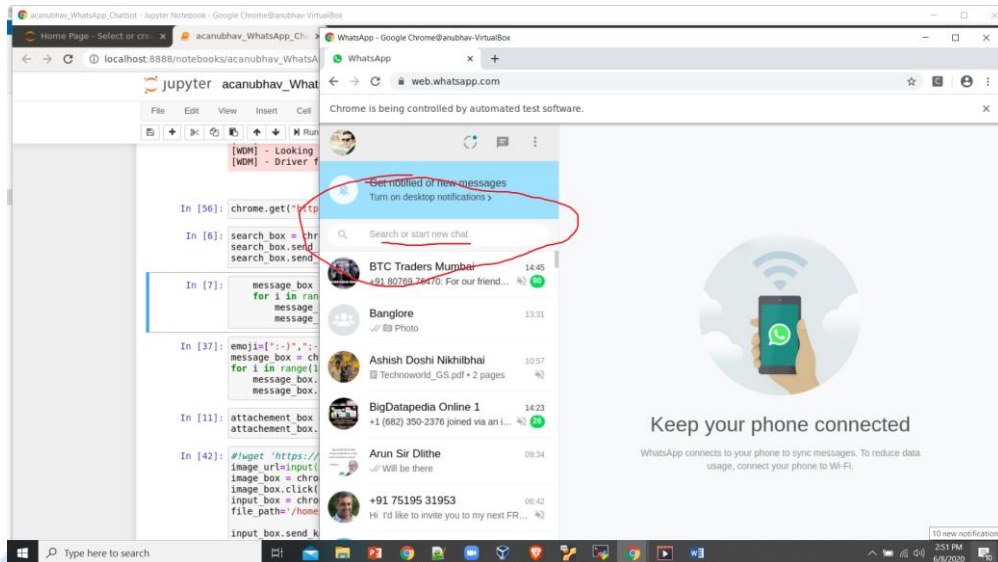 acanubhav_WhatsApp_Chatbot - Jupyter Notebook - Google Chrome@anubhav-VirtualBox
Home Page - Select or cre
acanubhav_WhatsApp_Ch
localhost:8888/notebooks/acanubhav_WhatsA
jupyter acanubhav_What
File Edit View Insert Cell
Run
[WDM] - Looking
[WDM] - Driver f
In [56]: chrome.get("http
In [6]: search_box = chr
search_box.send_
search_box.send_
In [7]: message_box
for i in ran
message_
message_
In [37]: emoji=[":-)",";-
message_box = ch
for i in range(1
message_box.
message_box.
In [11]: attachement_box
attachement_box.
In [42]: #!wget 'https:/
image_url=input(
image_box = chro
image_box.click(
input_box = chro
file_path='/home
input_box.send_k
WhatsApp - Google Chrome@anubhav-VirtualBox
WhatsApp
web.whatsapp.com
Chrome is being controlled by automated test software.
Get notified of new messages
Turn on desktop notifications >
Search or start new chat
BTC Traders Mumbai 14:45
+91 80769 76470: For our friend... 90
Banglore 13:31
Photo
Ashish Doshi Nikhilbhai 10:57
Technoworld_GS.pdf • 2 pages
BigDatapedia Online 1 14:23
+1 (682) 350-2376 joined via an i... 26
Arun Sir Dlithe 09:34
Will be there
+91 75195 31953 06:42
Hi I'd like to invite you to my next FR...
Keep your phone connected
WhatsApp connects to your phone to sync messages. To reduce data
usage, connect your phone to Wi-Fi.
10 new notification
Type here to search
2:51 PM
6/8/2020